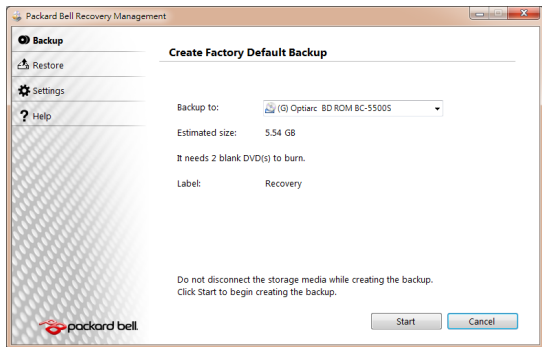 Packard Bell Recovery Management
Backup
Restore
Settings
? Help
Create Factory Default Backup
Backup to: (G) Optiarc BD ROM BC-5500S
Estimated size: 5.54 GB
It needs 2 blank DVD(s) to burn.
Label: Recovery
Do not disconnect the storage media while creating the backup.
Click Start to begin creating the backup.
Start Cancel
packard bell